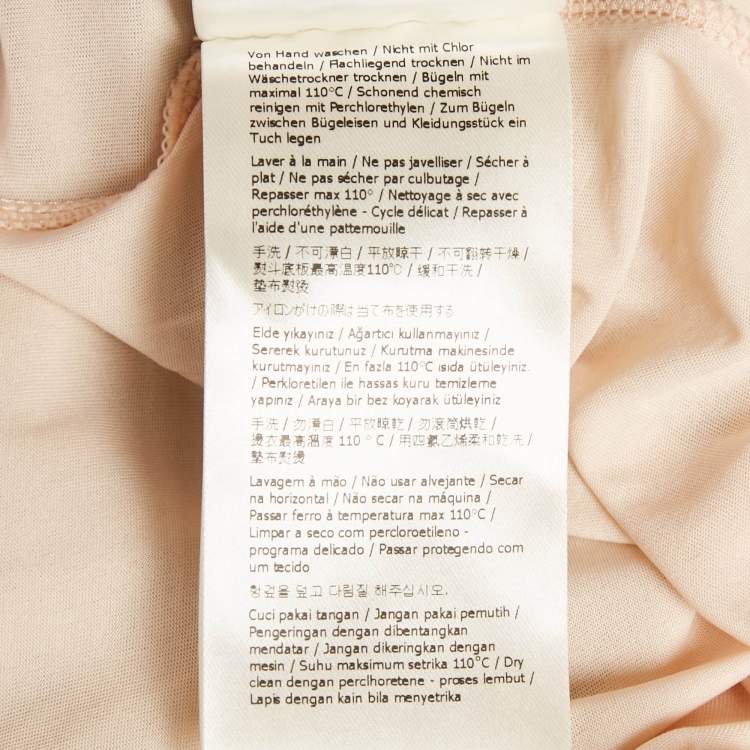 Von Hand waschen / Nicht mit Chlor
behandeln / Flachliegend trocknen / Nicht im
Wäschetrockner trocknen / Bügeln mit
maximal 110°C / Schonend chemisch
reinigen mit Perchlorethylen / Zum Bügeln
zwischen Bügeleisen und Kleidungsstück ein
Tuch legen
Laver à la main / Ne pas javelliser / Sécher à
plat / Ne pas sécher par culbutage /
Repasser max 110° / Nettoyage à sec avec
perchloréthylène - Cycle délicat / Repasser à
l'aide d'une pattemouille
手洗 / 不可漂白 / 平放晾干 / 不可翻转干燥 /
熨斗底板最高温度110°C / 缓和干洗 /
垫布熨烫
アイロンがけの際は当て布を使用する
Elde yıkayınız / Ağartıcı kullanmayınız /
Sererek kurutunuz / Kurutma makinesinde
kurutmayınız / En fazla 110°C ısıda ütüleyiniz.
/ Perkloretilen ile hassas kuru temizleme
yapınız / Araya bir bez koyarak ütüleyiniz
手洗 / 勿漂白 / 平放晾乾 / 勿滾筒烘乾 /
燙衣最高溫度 110°C / 用四氯乙烯柔和乾洗 /
墊布熨燙
Lavagem à mão / Não usar alvejante / Secar
na horizontal / Não secar na máquina /
Passar ferro à temperatura max 110°C /
Limpar a seco com percloroetileno -
programa delicado / Passar protegendo com
um tecido
헝겊을 덮고 다림질 해주십시오.
Cuci pakai tangan / Jangan pakai pemutih /
Pengeringan dengan dibentangkan
mendatar / Jangan dikeringkan dengan
mesin / Suhu maksimum setrika 110°C / Dry
clean dengan perclhoretene - proses lembut /
Lapis dengan kain bila menyetrika